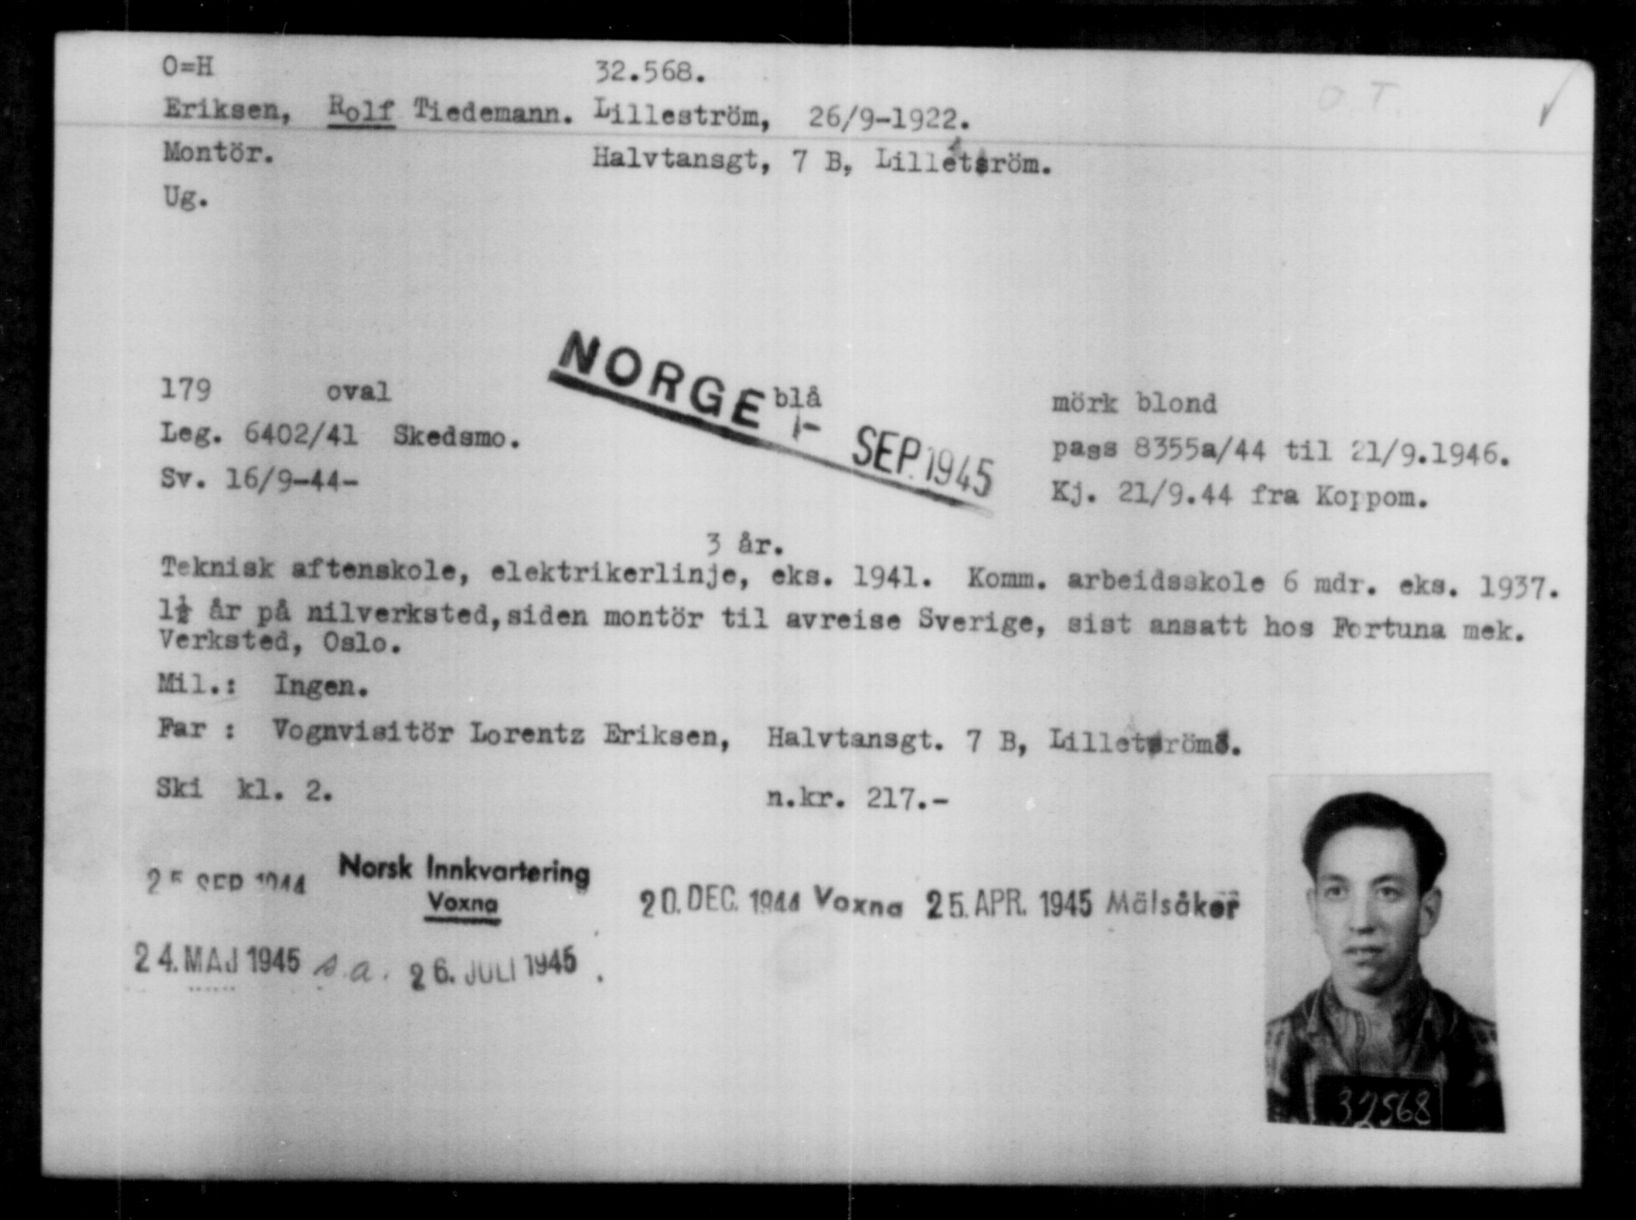 O=H 32.568. O T.
Eriksen, Rolf Tiedemann. Lilleström, 26/9-1922.
Montör. Halvtansgt, 7 B, Lilletström.
Ug.
NORGE
1- SEP. 1945
179 oval blå mörk blond
Leg. 6402/41 Skedsmo. pass 8355a/44 til 21/9.1946.
Sv. 16/9-44- Kj. 21/9.44 fra Koppom.
3 år.
Teknisk aftenskole, elektrikerlinje, eks. 1941. Komm. arbeidsskole 6 mdr. eks. 1937.
1½ år på nilverksted, siden montör til avreise Sverige, sist ansatt hos Fortuna mek.
Verksted, Oslo.
Mil.: Ingen.
Far : Vognvisitör Lorentz Eriksen, Halvtansgt. 7 B,
Ski kl. 2. n.kr. 217.-
25 SEP 1944 Norsk Innkvartering
Voxna
20. DEC. 1944 Voxna 25. APR. 1945 Mälsåker
24. MAJ 1945 s.a. 26. JULI 1945
32568